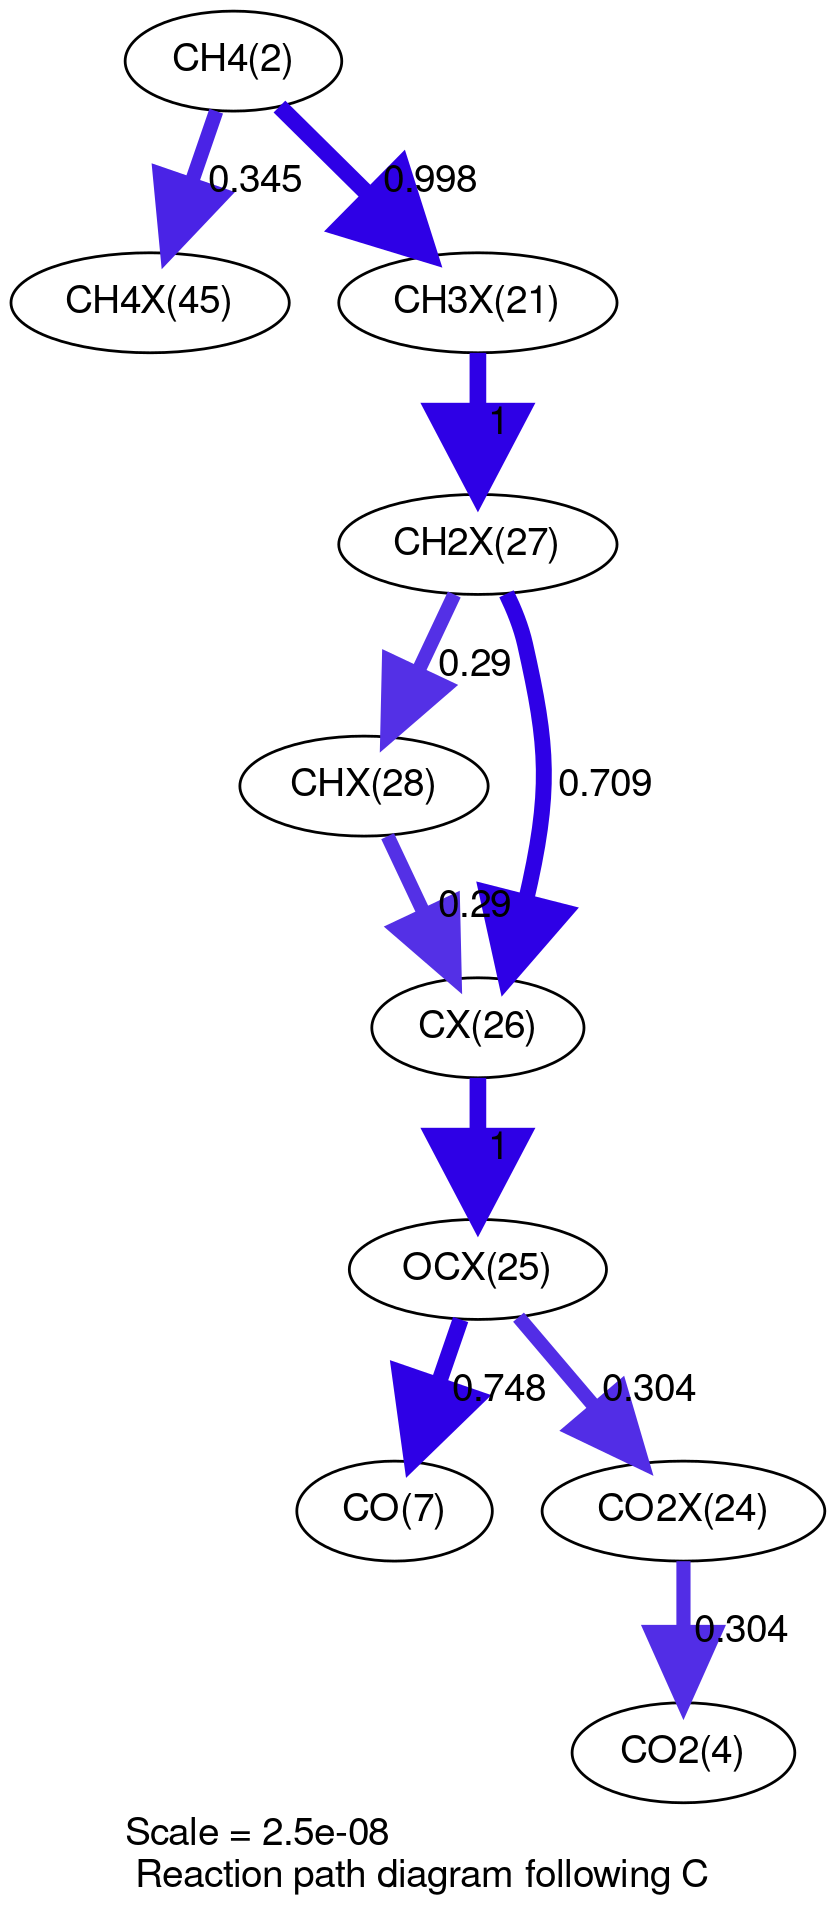 CH4(2)
0.345
0.998
CH4X(45)
CH3X(21)
1
CH2X(27)
0.29
0.709
CHX(28)
0.29
CX(26)
1
OCX(25)
0.748
0.304
CO(7)
CO2X(24)
0.304
CO2(4)
Scale = 2.5e-08
Reaction path diagram following C